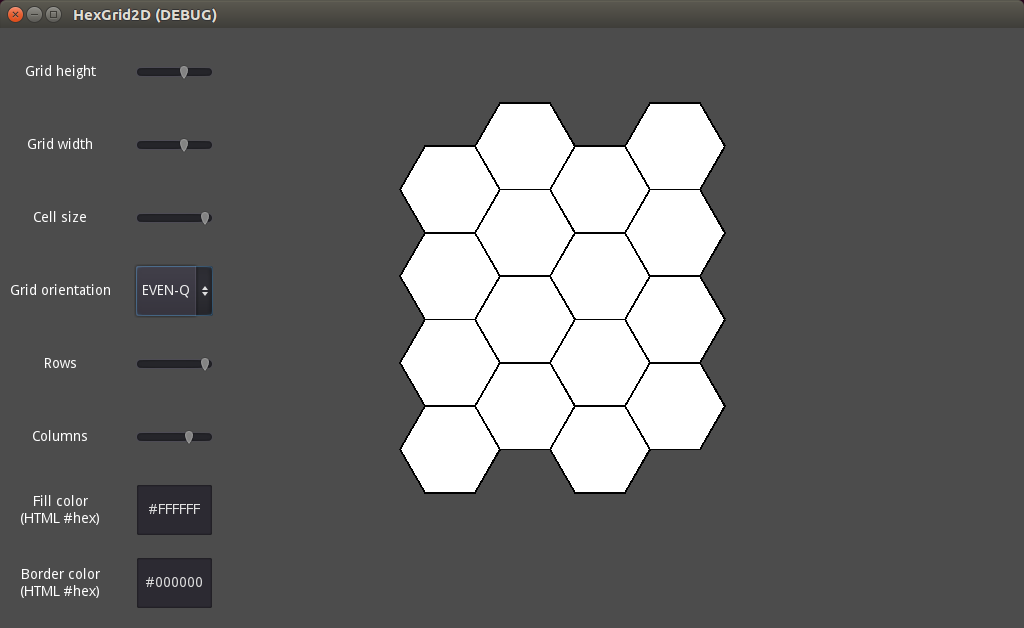 HexGrid2D (DEBUG)
Grid height
Grid width
Cell size
Grid orientation
EVEN-Q
Rows
Columns
Fill color
(HTML #hex)
#FFFFFF
Border color
(HTML #hex)
#000000